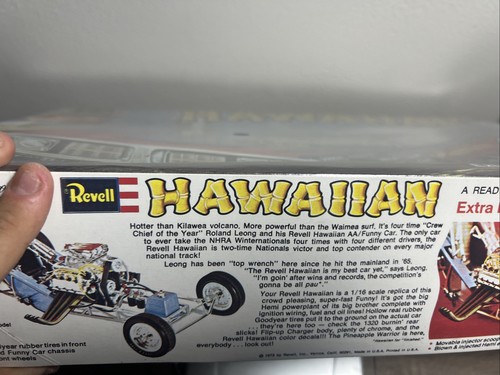 Revell
HAWAIIAN
Hotter than Kilawea volcano, More powerful than the Waimea surf, It's four time "Crew
Chief of the Year" Roland Leong and his Revell Hawaiian AA/Funny Car. The only car
to ever take the NHRA Winternationals four times with four different drivers, the
Revell Hawaiian is two-time Nationals victor and top contender on every major
national track!
Leong has been "top wrench" here since he hit the mainland in '65.
"The Revell Hawaiian is my best car yet," says Leong.
"I'm goin' after wins and records, the competition's
gonna be all pau*."
Your Revell Hawaiian is a 1/16 scale replica of this
crowd pleasing, super-fast Funny! It's got the big
Hemi powerplant of its big brother complete with
ignition wiring, fuel and oil lines! Hollow real rubber
Goodyear tires put it to the ground on the actual car
...they're here too — check the 1320 burnin' rear
slicks! Flip-up Charger body, plenty of chrome, and a
Revell Hawaiian color decals!!! The Pineapple Warrior is here,
everybody . . . look out!
A READ
Extra
year rubber tires in front
d Funny Car chassis
ont wheels
• Movable injector scoop
• Blown & injected Hemi